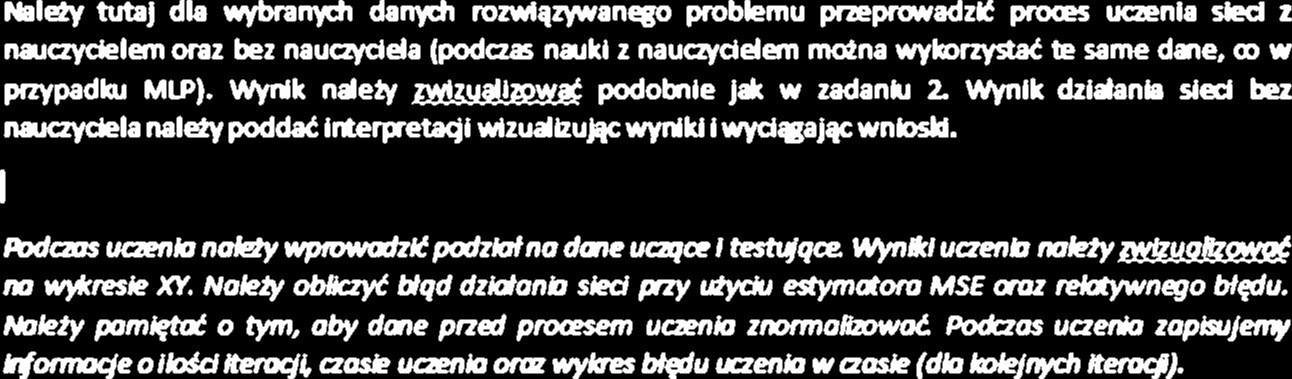 Należy tutaj dla wybranych danych rozwiązywanego problemu przeprowadzić proces uczenia sieci z
nauczycielem oraz bez nauczyciela (podczas nauki z nauczycielem można wykorzystać te same dane, co w
przypadku MLP). Wynik należy zwizualizować podobnie jak w zadaniu 2. Wynik działania sieci bez
nauczyciela należy poddać interpretacji wizualizując wyniki i wyciągając wnioski.
Podczas uczenia należy wprowadzić podział na dane uczące i testujące. Wyniki uczenia należy zwizualizować
na wykresie XY. Należy obliczyć błąd działania sieci przy użyciu estymatora MSE oraz relatywnego błędu.
Należy pamiętać o tym, aby dane przed procesem uczenia znormalizować. Podczas uczenia zapisujemy
informacje o ilości iteracji, czasie uczenia oraz wykres błędu uczenia w czasie (dla kolejnych iteracji).